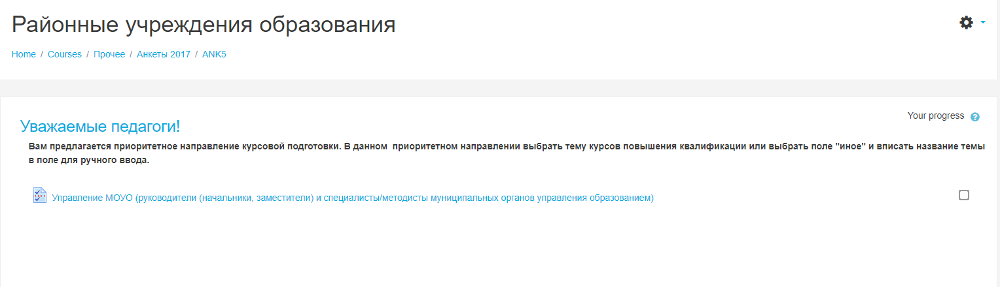 Районные учреждения образования
Home / Courses / Прочее / Анкеты 2017 / ANK5
Your progress
Уважаемые педагоги!
Вам предлагается приоритетное направление курсовой подготовки. В данном  приоритетном направлении выбрать тему курсов повышения квалификации или выбрать поле "иное" и вписать название темы
в поле для ручного ввода.
Управление МОУО (руководители (начальники, заместители) и специалисты/методисты муниципальных органов управления образованием)